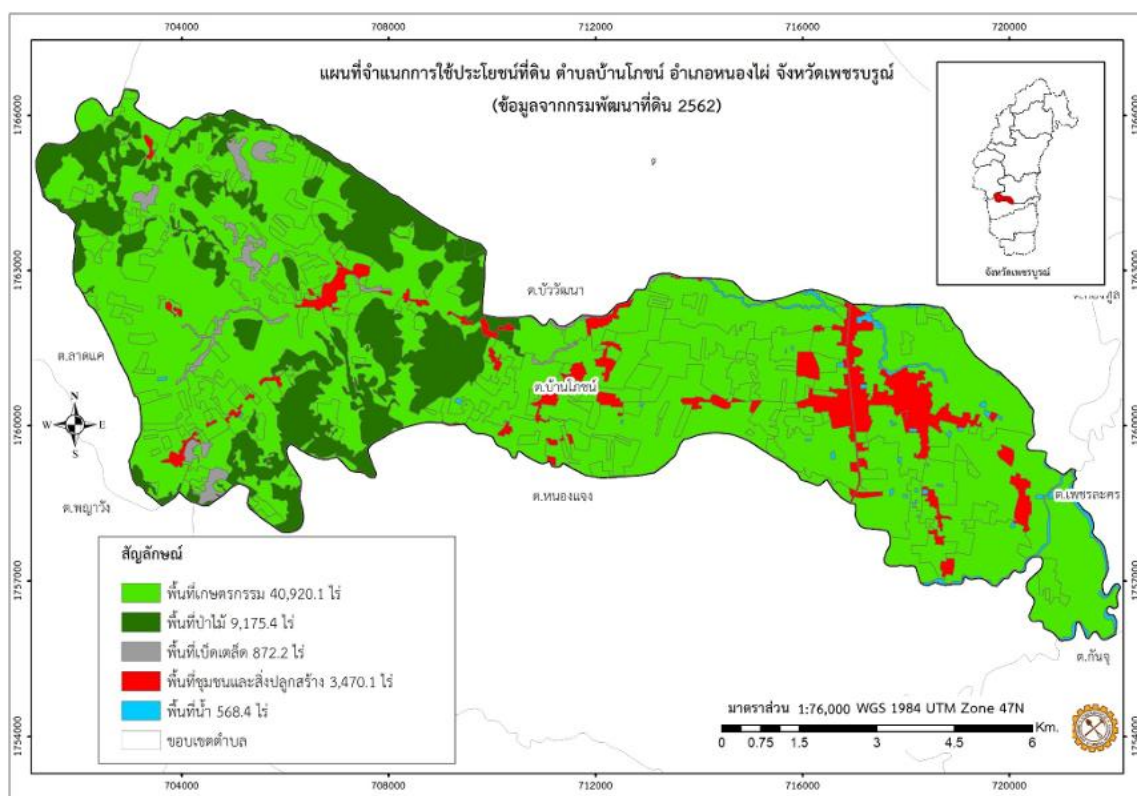 704000 708000 712000 716000 720000
แผนที่จำแนกการใช้ประโยชน์ที่ดิน ตำบลบ้านโภชน์ อำเภอหนองไผ่ จังหวัดเพชรบรูณ์
(ข้อมูลจากกรมพัฒนาที่ดิน 2562)
1766000 1766000
จังหวัดเพชรบูรณ์
1763000 1763000
ต.บัววัฒนา
ต.ลาดแค
ต.บ้านโภชน์
N
W E
S
1760000 1760000
ต.พญาวัง
ต.หนองแจง
ต.เพชรละคร
สัญลักษณ์
พื้นที่เกษตรกรรม 40,920.1 ไร่
พื้นที่ป่าไม้ 9,175.4 ไร่
พื้นที่เบ็ดเตล็ด 872.2 ไร่
พื้นที่ชุมชนและสิ่งปลูกสร้าง 3,470.1 ไร่
พื้นที่น้ำ 568.4 ไร่
ขอบเขตตำบล
1757000 1757000
ต.กันจุ
มาตราส่วน 1:76,000 WGS 1984 UTM Zone 47N
Km.
0 0.75 1.5 3 4.5 6
1754000 1754000
704000 708000 712000 716000 720000